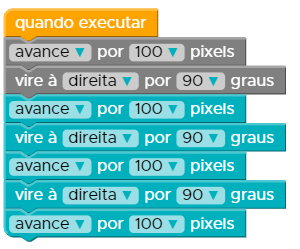 quando executar
avance ▼ por 100 ▼ pixels
vire à direita ▼ por 90 ▼ graus
avance ▼ por 100 ▼ pixels
vire à direita ▼ por 90 ▼ graus
avance ▼ por 100 ▼ pixels
vire à direita ▼ por 90 ▼ graus
avance ▼ por 100 ▼ pixels